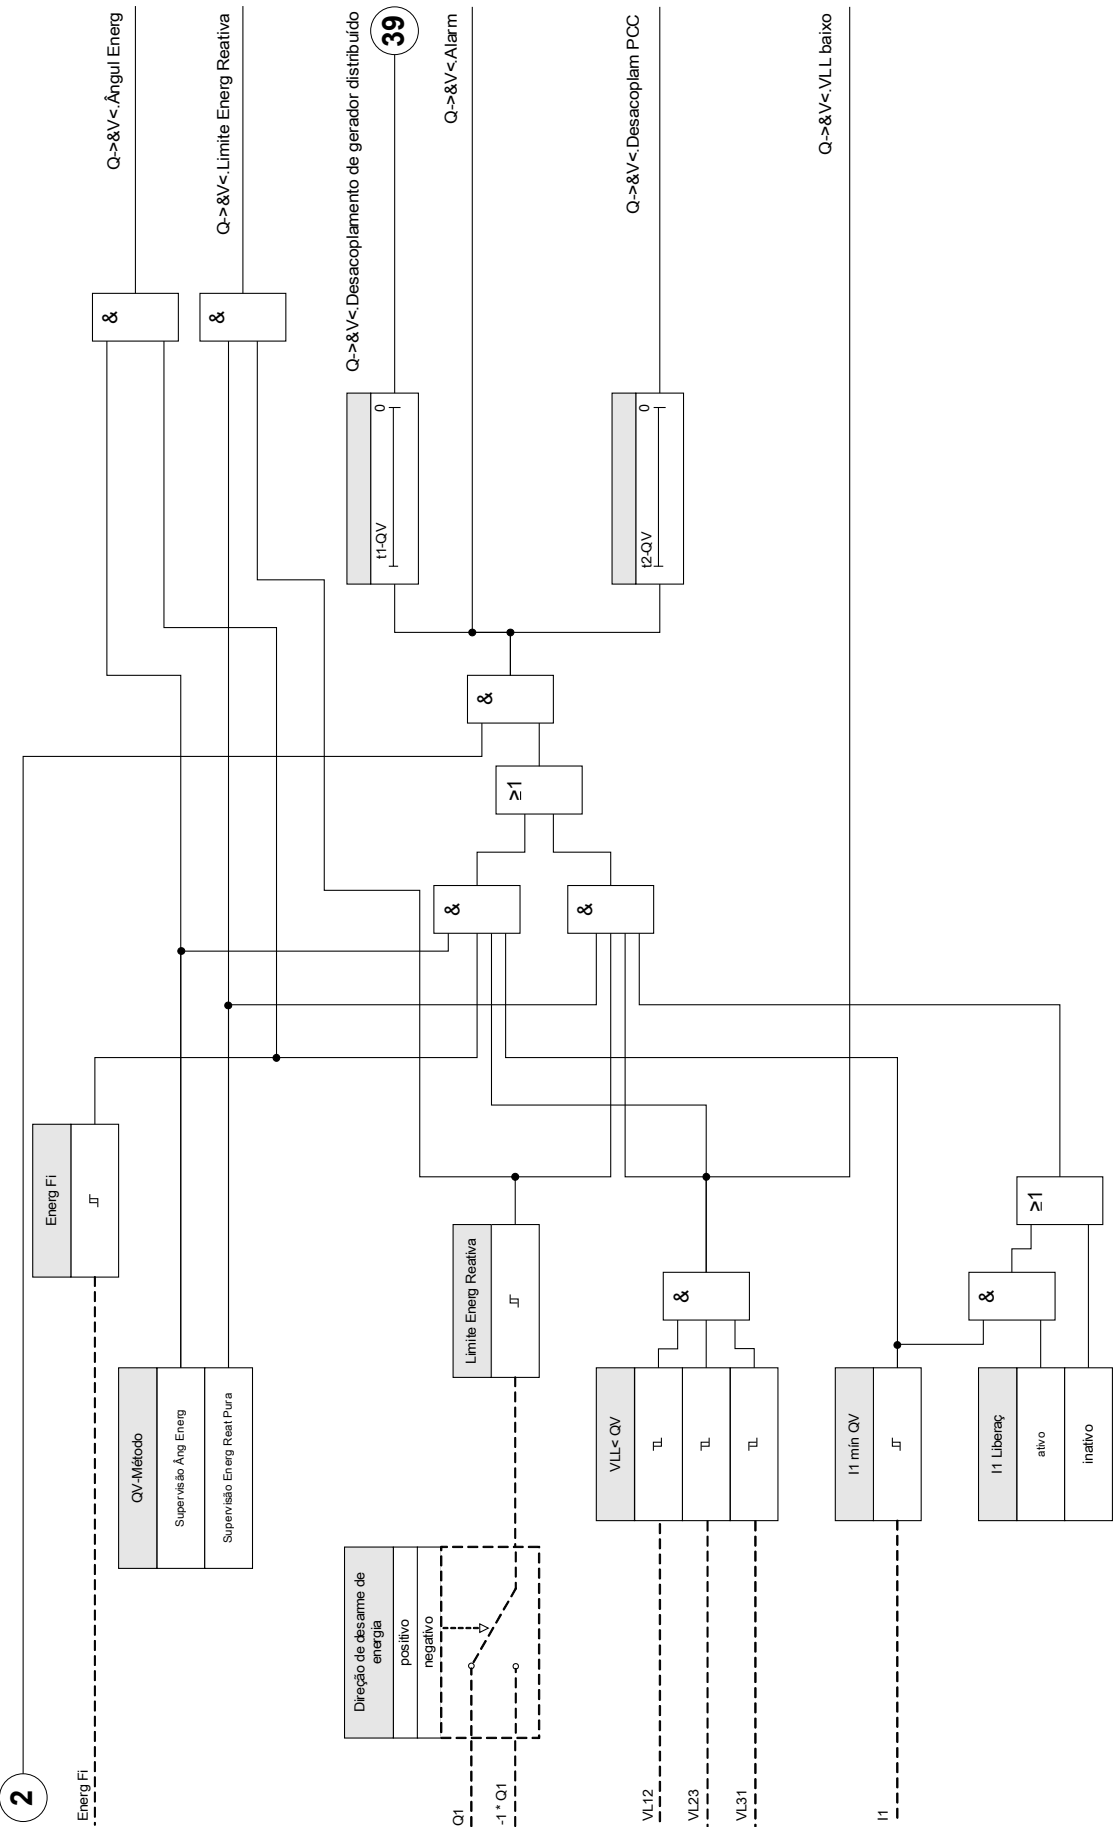 2
Energ Fi
Energ Fi
QV-Método
Supervisão Âng Energ
Supervisão Energ Reat Pura
&
Q->&V<.Ângul Energ
&
Q->&V<.Limite Energ Reativa
Direção de desarme de
energia
positivo
negativo
Q1
-1 * Q1
Limite Energ Reativa
&
&
≥1
&
t1-QV
0
Q->&V<.Desacoplamento de gerador distribuído
39
Q->&V<.Alarm
t2-QV
0
Q->&V<.Desacoplam PCC
VLL< QV
VL12
VL23
VL31
&
Q->&V<.VLL baixo
I1 mín QV
I1
I1 Liberaç
ativo
inativo
&
≥1